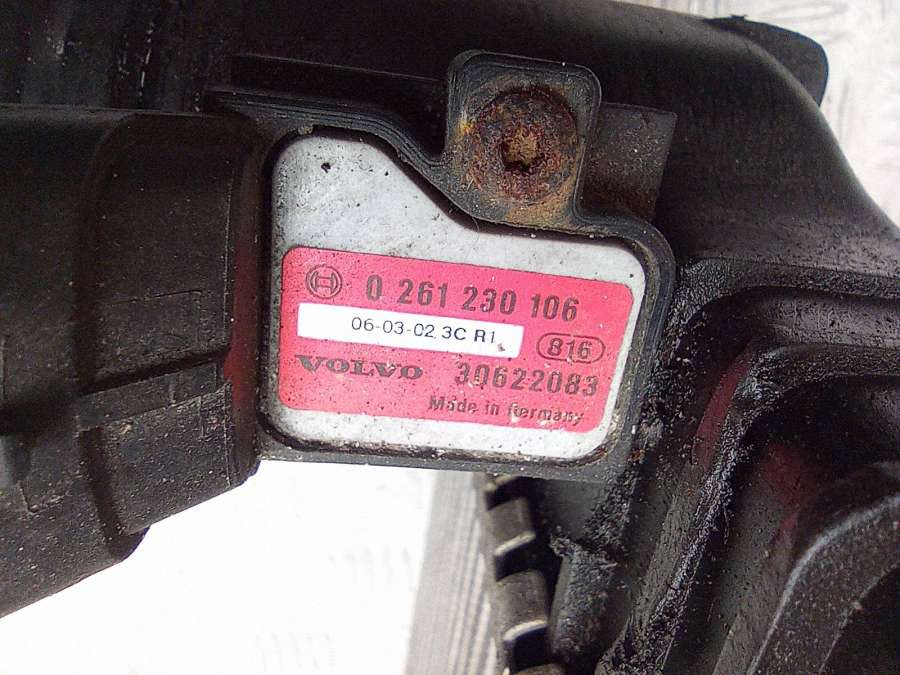 0 261 230 106
06-03-02 3C R1
816
VOLVO 30622083
Made in Germany